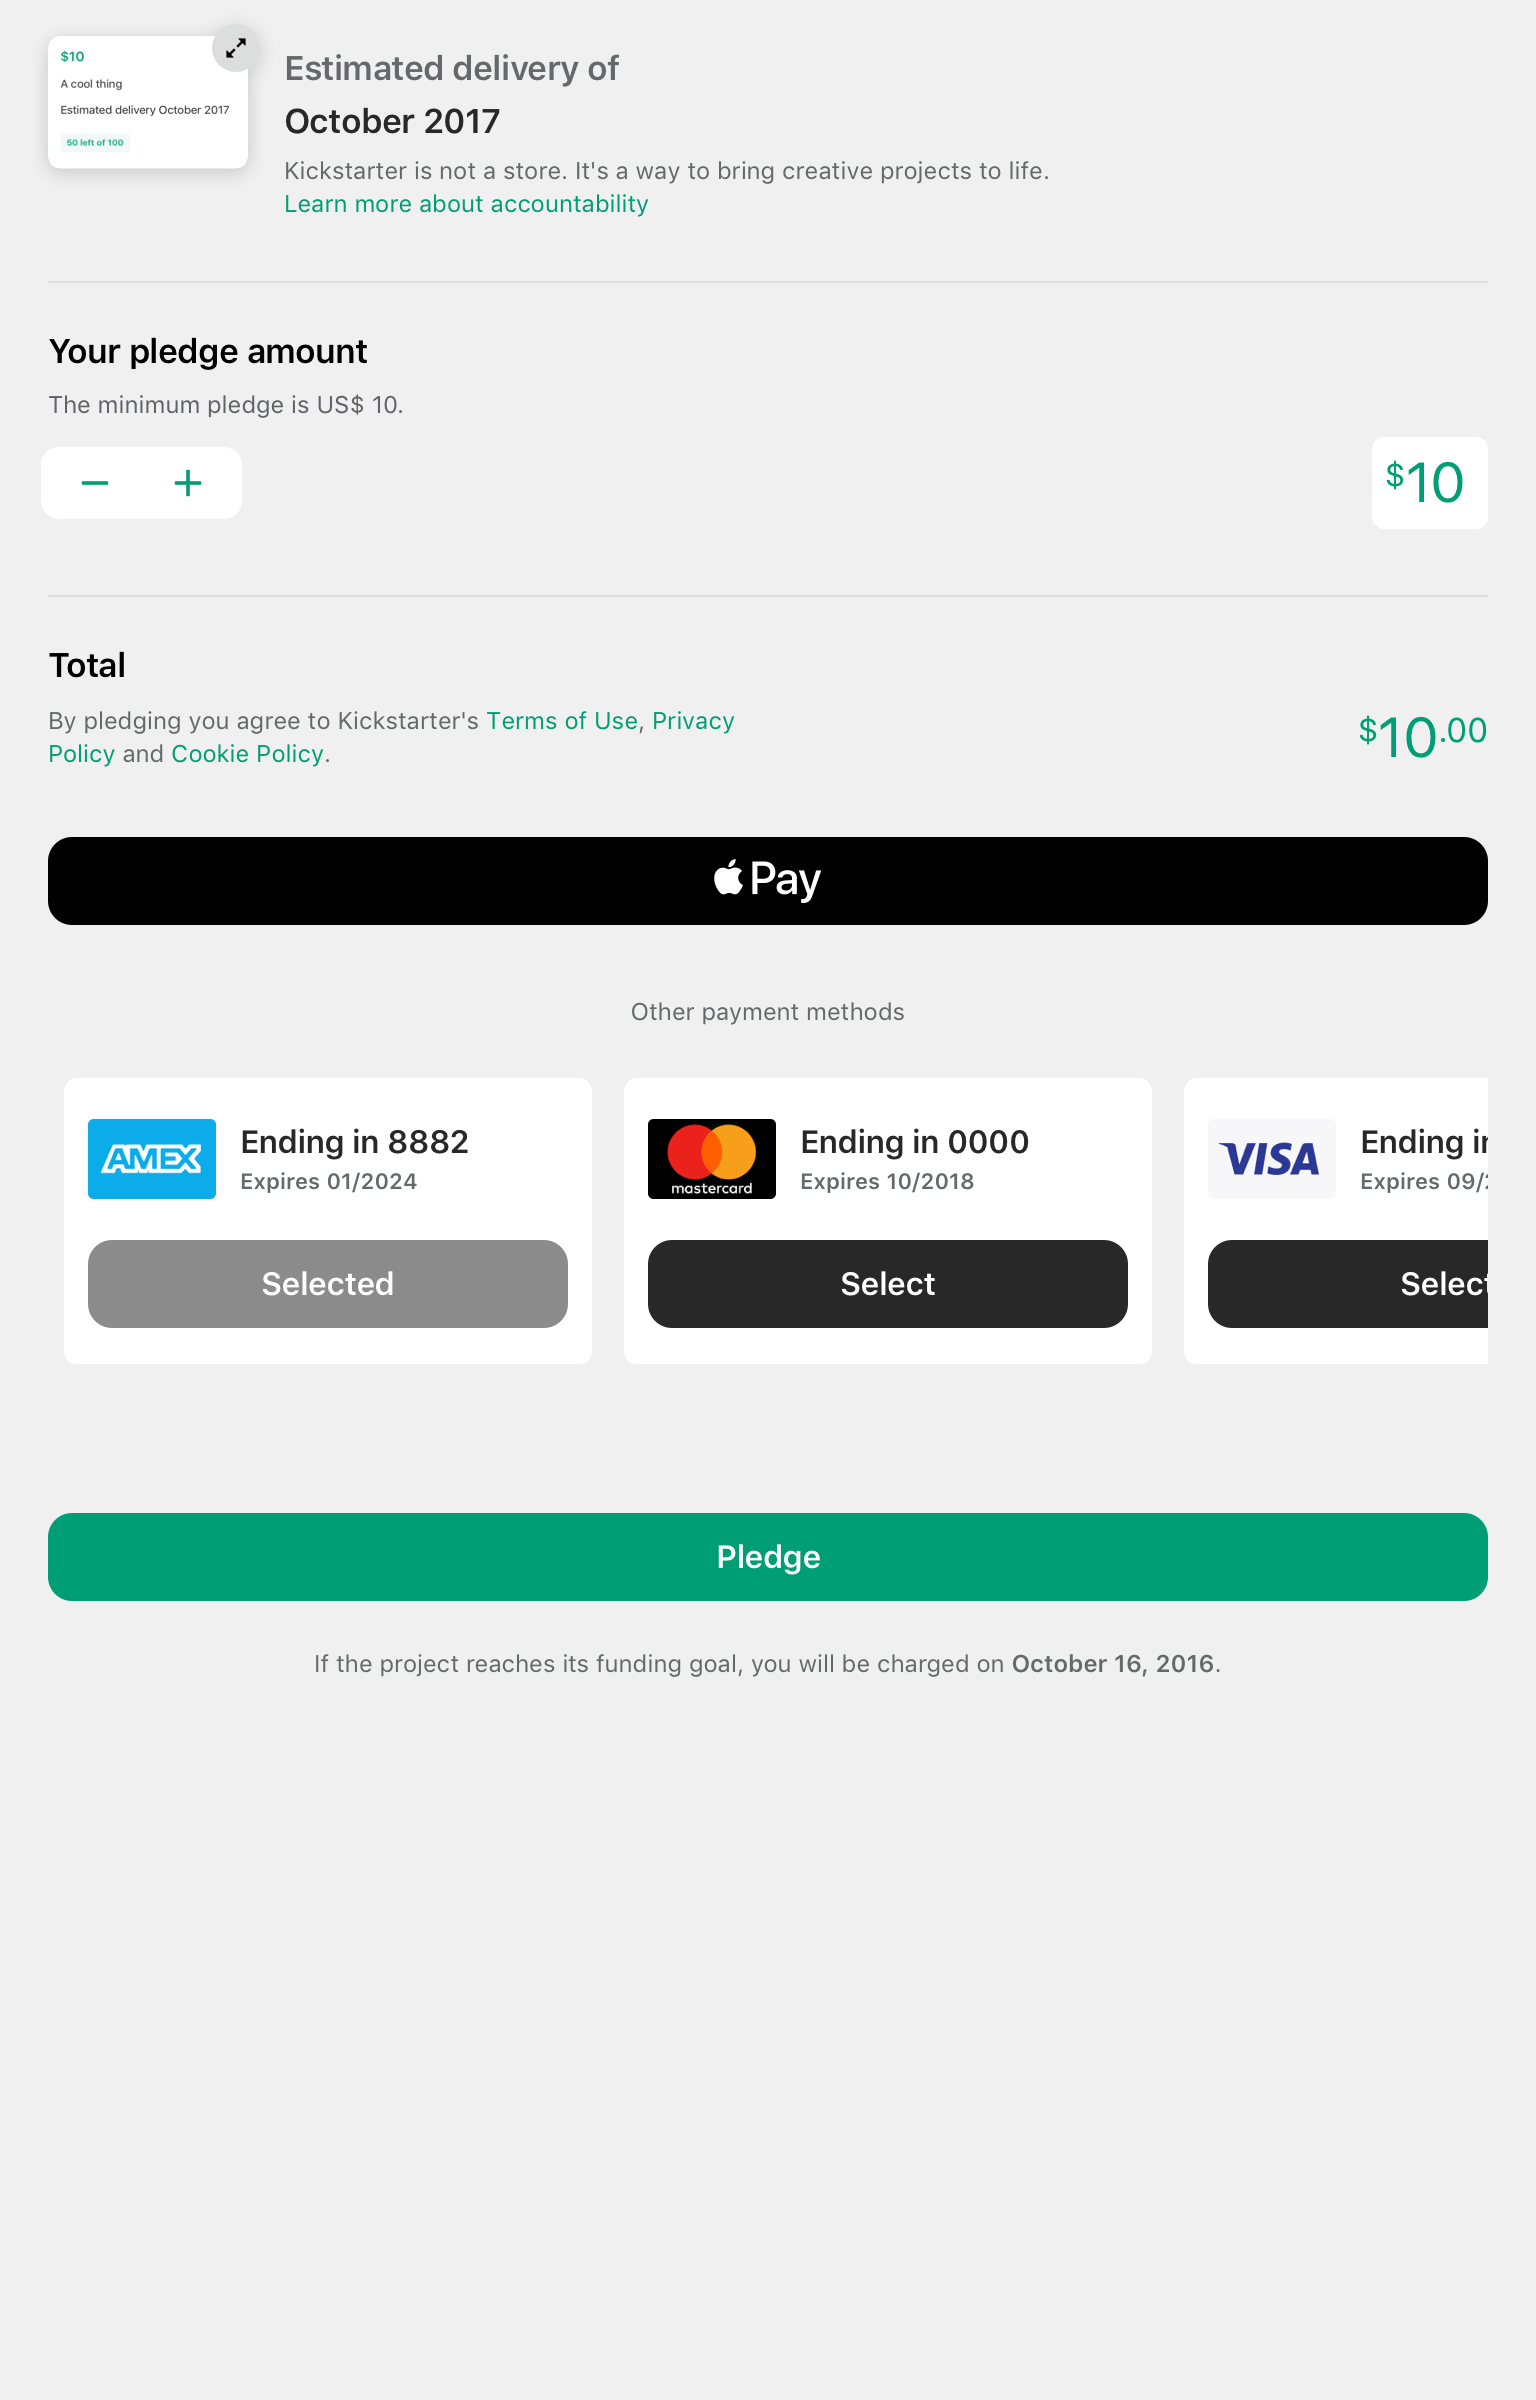 $10
A cool thing
Estimated delivery October 2017
50 left of 100
Estimated delivery of
October 2017
Kickstarter is not a store. It's a way to bring creative projects to life.
Learn more about accountability
Your pledge amount
The minimum pledge is US$ 10.
$10
Total
By pledging you agree to Kickstarter's Terms of Use, Privacy
Policy and Cookie Policy.
$10.00
Pay
Other payment methods
AMEX
Ending in 8882
Expires 01/2024
Selected
mastercard
Ending in 0000
Expires 10/2018
Select
VISA
Ending in
Expires 09/
Select
Pledge
If the project reaches its funding goal, you will be charged on October 16, 2016.